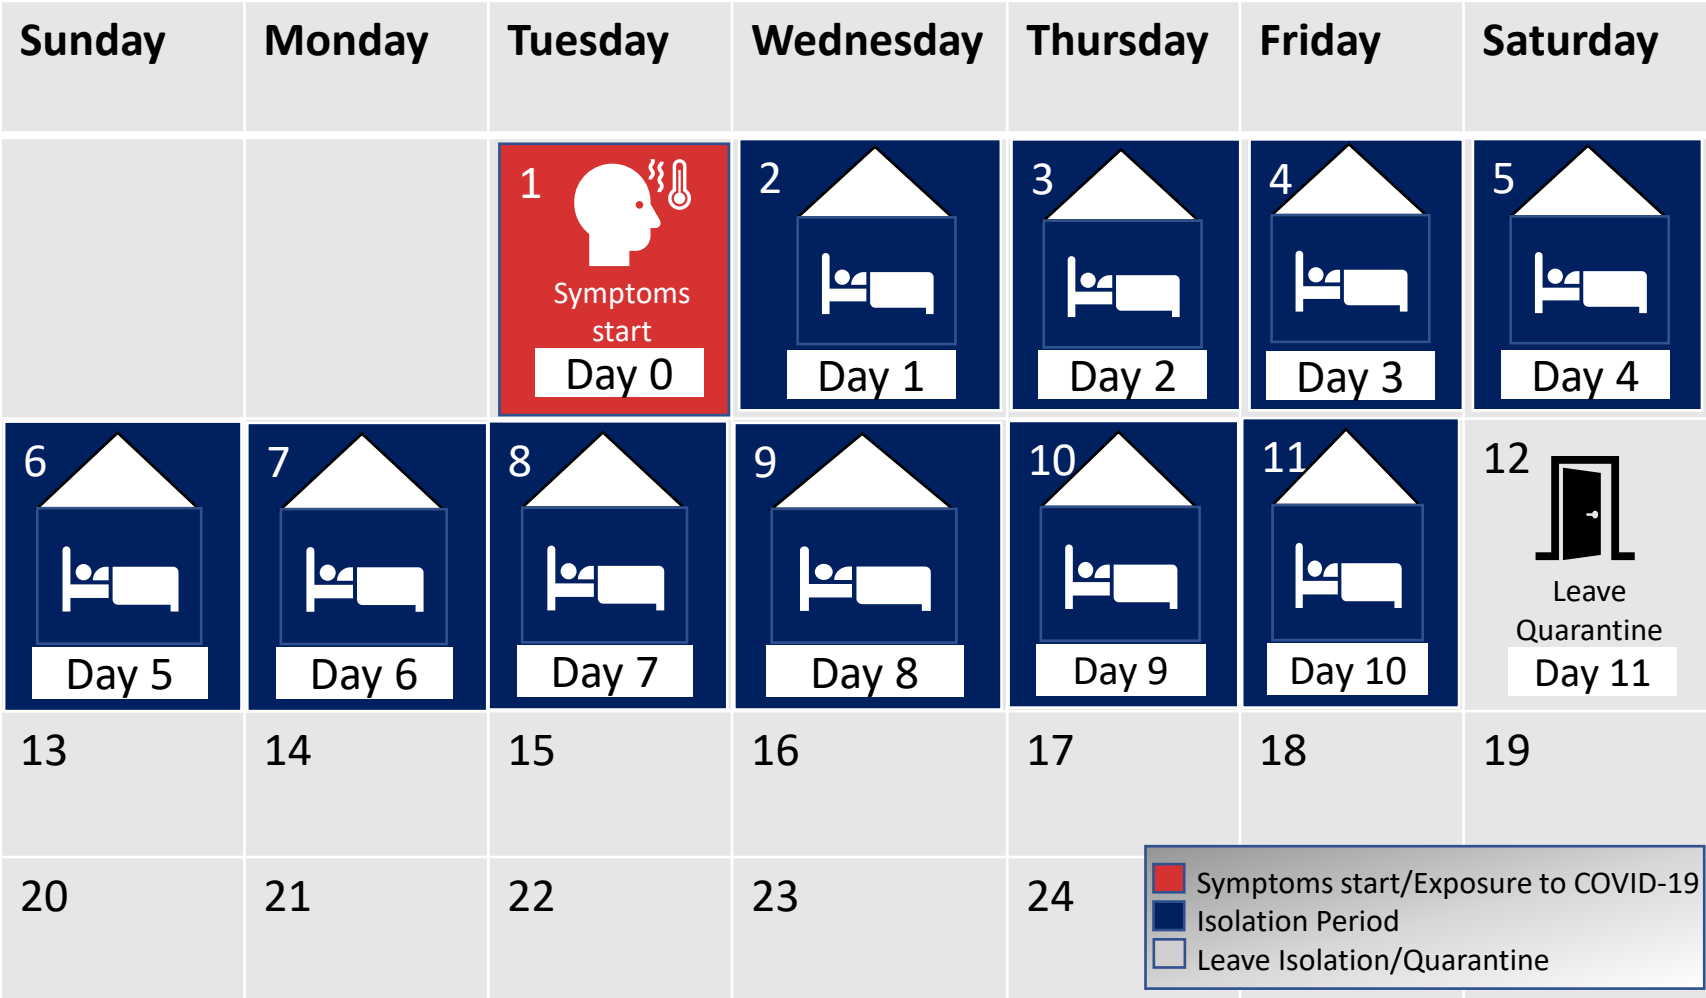 Sunday Monday Tuesday Wednesday Thursday Friday Saturday
1 2 3 4 5
Symptoms
start
Day 0 Day 1 Day 2 Day 3 Day 4
6 7 8 9 10 11 12
Leave
Quarantine
Day 5 Day 6 Day 7 Day 8 Day 9 Day 10 Day 11
13 14 15 16 17 18 19
20 21 22 23 24
Symptoms start/Exposure to COVID-19
Isolation Period
Leave Isolation/Quarantine